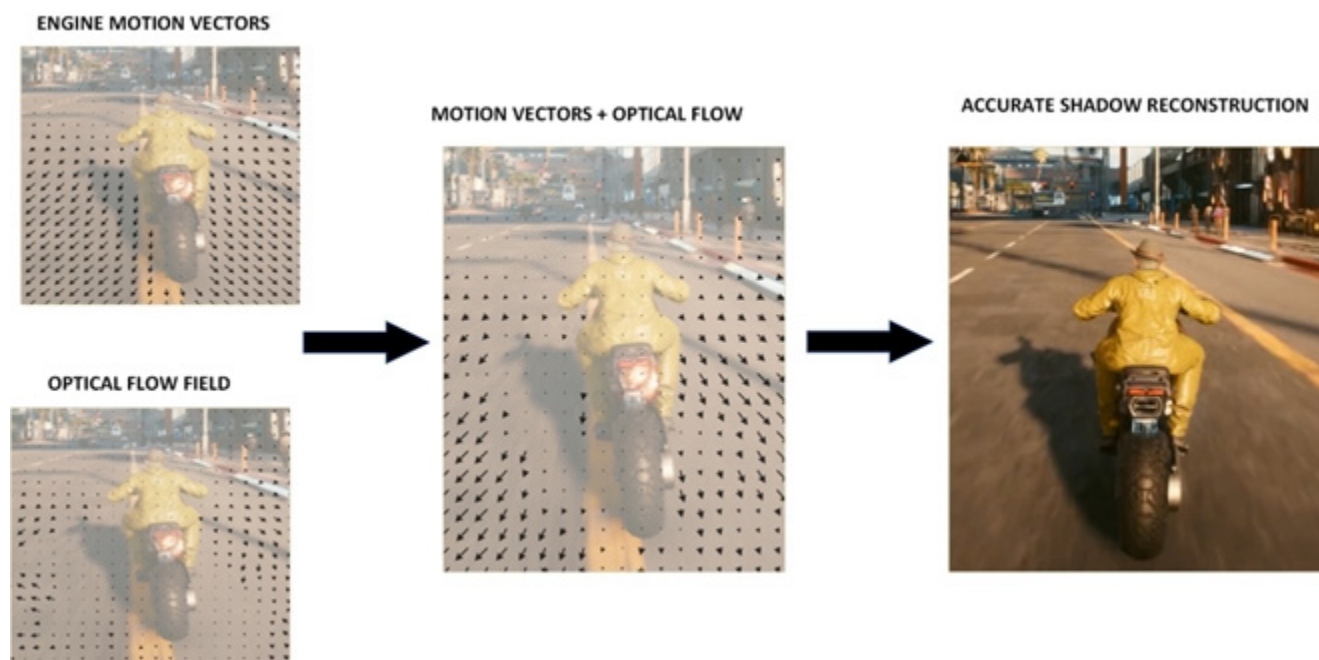 ENGINE MOTION VECTORS
MOTION VECTORS + OPTICAL FLOW
ACCURATE SHADOW RECONSTRUCTION
OPTICAL FLOW FIELD